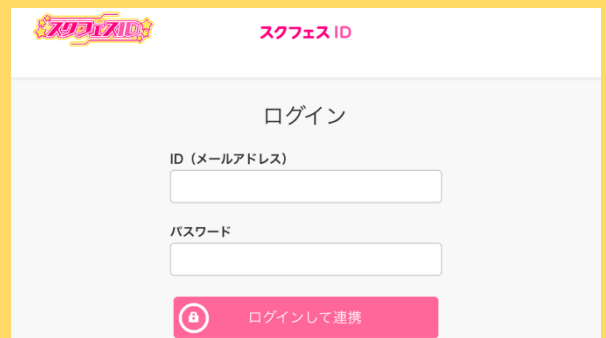 スクフェスID
スクフェス ID
ログイン
ID（メールアドレス）
パスワード
ログインして連携